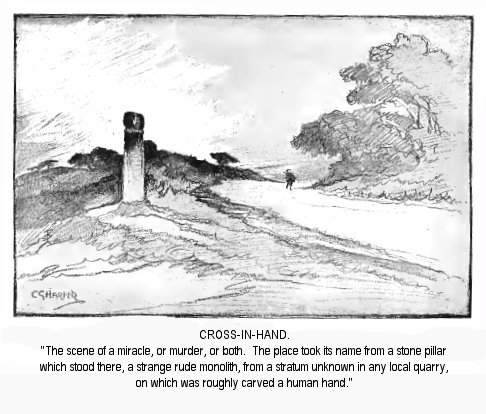 CGHARPER
CROSS-IN-HAND.
"The scene of a miracle, or murder, or both. The place took its name from a stone pillar
which stood there, a strange rude monolith, from a stratum unknown in any local quarry,
on which was roughly carved a human hand."